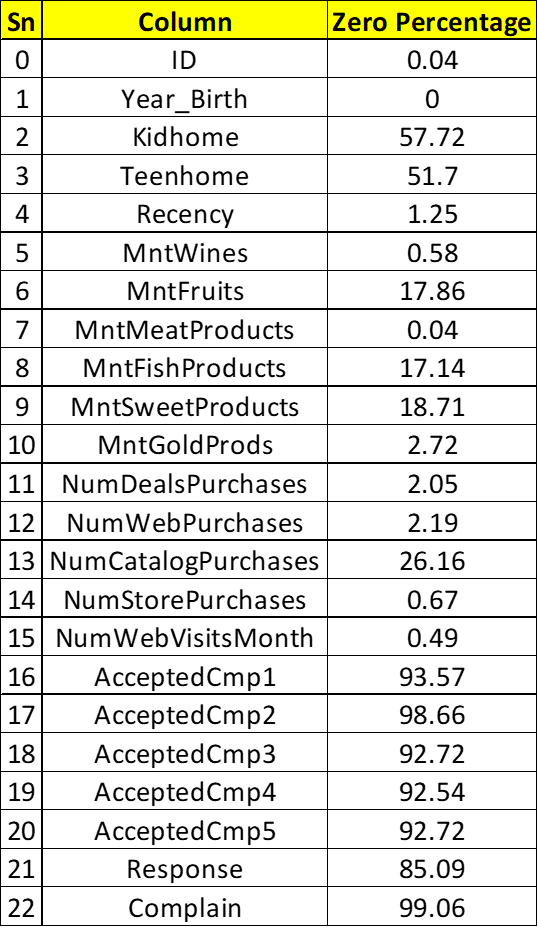 Sn Column Zero Percentage
0 ID 0.04
1 Year_Birth 0
2 Kidhome 57.72
3 Teenhome 51.7
4 Recency 1.25
5 MntWines 0.58
6 MntFruits 17.86
7 MntMeatProducts 0.04
8 MntFishProducts 17.14
9 MntSweetProducts 18.71
10 MntGoldProds 2.72
11 NumDealsPurchases 2.05
12 NumWebPurchases 2.19
13 NumCatalogPurchases 26.16
14 NumStorePurchases 0.67
15 NumWebVisitsMonth 0.49
16 AcceptedCmp1 93.57
17 AcceptedCmp2 98.66
18 AcceptedCmp3 92.72
19 AcceptedCmp4 92.54
20 AcceptedCmp5 92.72
21 Response 85.09
22 Complain 99.06